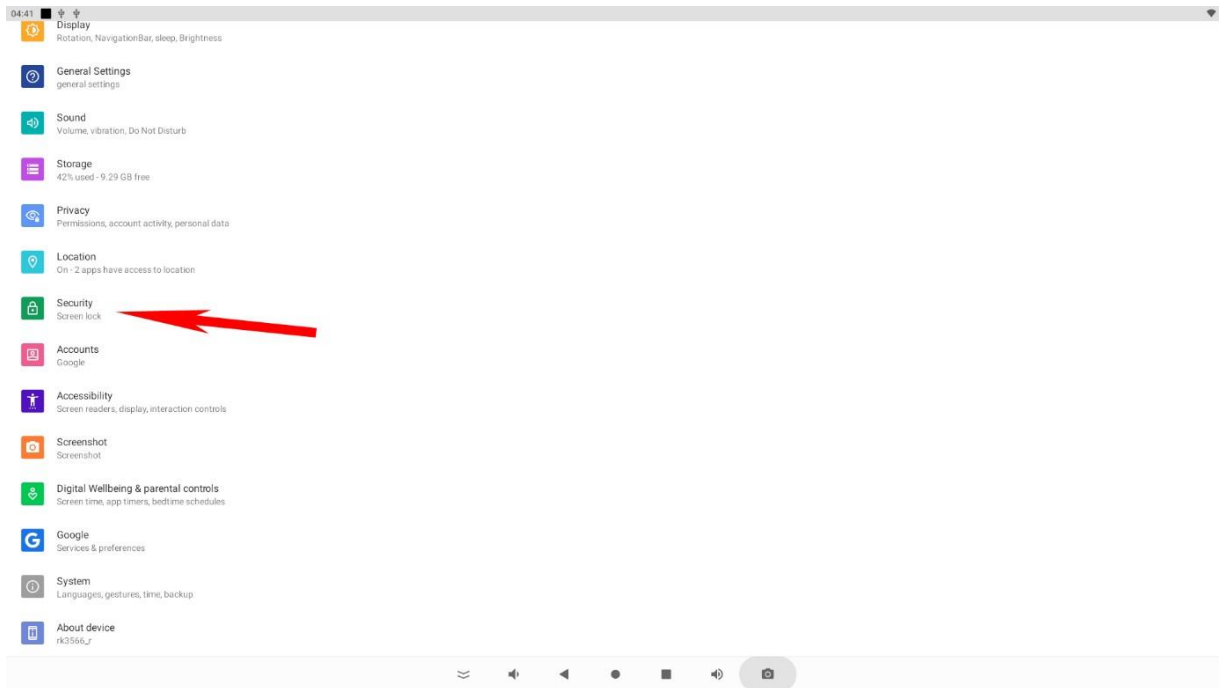 04:41
Display
Rotation, NavigationBar, sleep, Brightness
General Settings
general settings
Sound
Volume, vibration, Do Not Disturb
Storage
42% used - 9.29 GB free
Privacy
Permissions, account activity, personal data
Location
On - 2 apps have access to location
Security
Screen lock
Accounts
Google
Accessibility
Screen readers, display, interaction controls
Screenshot
Screenshot
Digital Wellbeing & parental controls
Screen time, app timers, bedtime schedules
G
Google
Services & preferences
System
Languages, gestures, time, backup
About device
rk3566_r